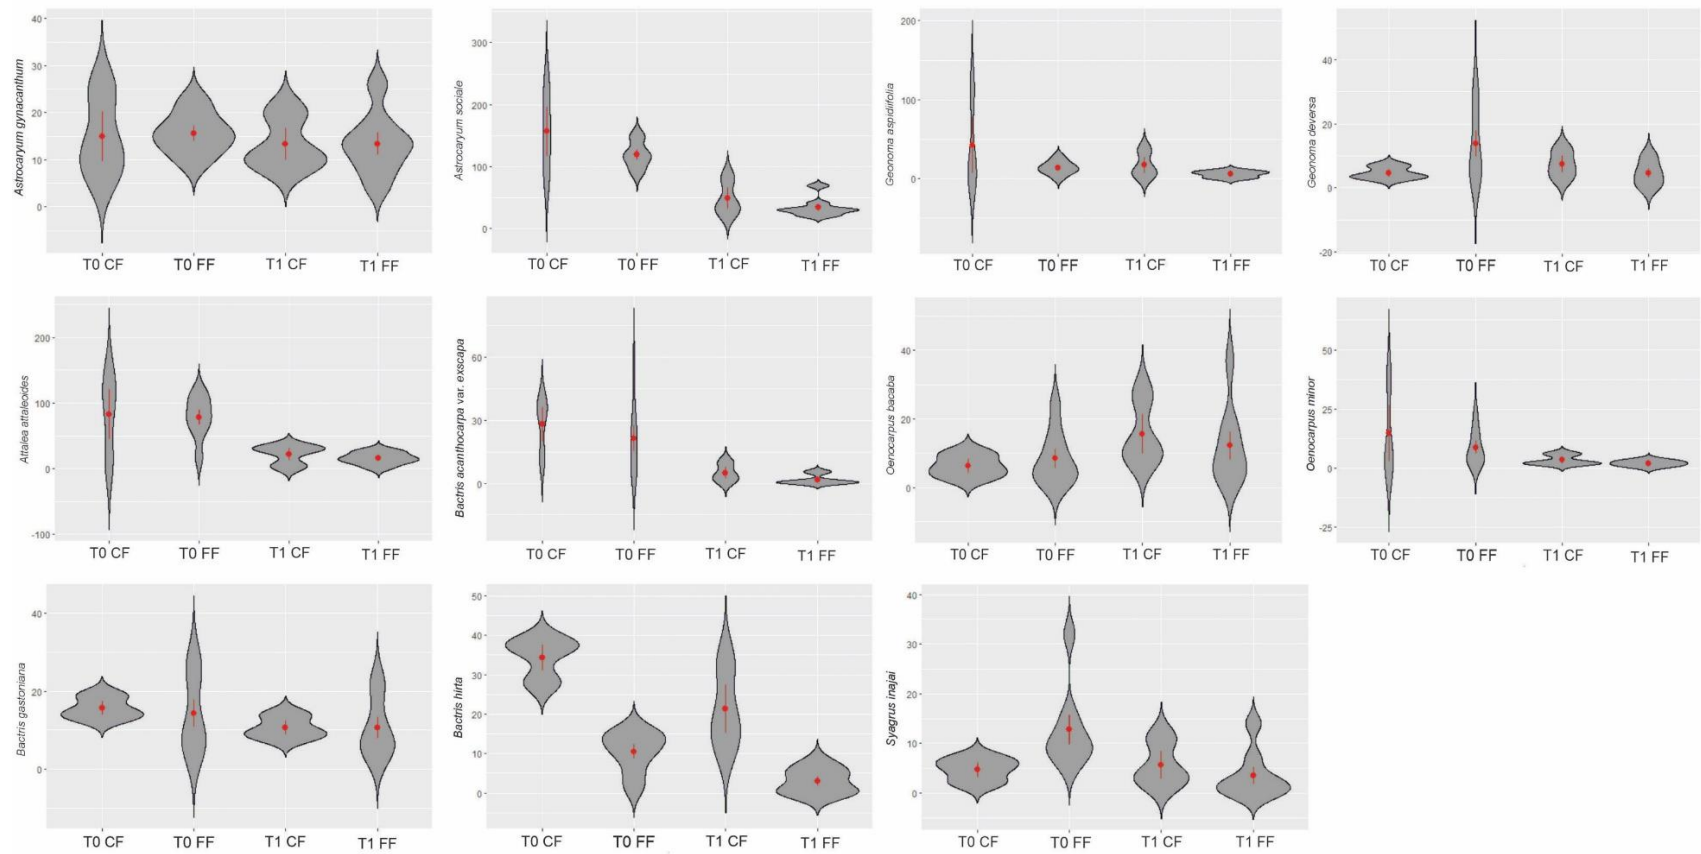 Astrocaryum gynacanthum
40
30
20
10
0
T0 CF T0 FF T1 CF T1 FF
Astrocaryum sociale
300
200
100
0
T0 CF T0 FF T1 CF T1 FF
Geonoma aspidiifolia
200
100
0
T0 CF T0 FF T1 CF T1 FF
Geonoma deversa
40
20
0
-20
T0 CF T0 FF T1 CF T1 FF
Attalea attaleoides
200
100
0
-100
T0 CF T0 FF T1 CF T1 FF
Bactris acanthocarpa var. exscapa
60
30
0
T0 CF T0 FF T1 CF T1 FF
Oenocarpus bacaba
40
20
0
T0 CF T0 FF T1 CF T1 FF
Oenocarpus minor
50
25
0
-25
T0 CF T0 FF T1 CF T1 FF
Bactris gastoniana
40
20
0
T0 CF T0 FF T1 CF T1 FF
Bactris hirta
50
40
30
20
10
0
T0 CF T0 FF T1 CF T1 FF
Syagrus inajai
40
30
20
10
0
T0 CF T0 FF T1 CF T1 FF